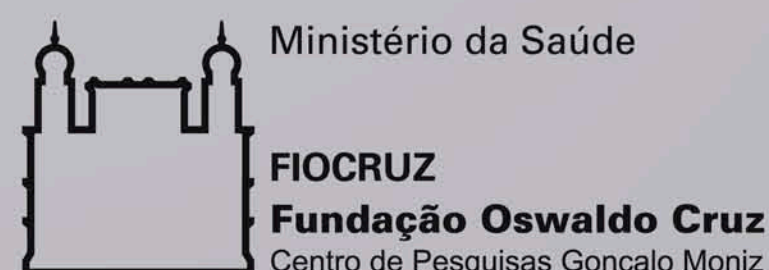 Ministério da Saúde
FIOCRUZ
Fundação Oswaldo Cruz
Centro de Pesquisas Gonçalo Moniz